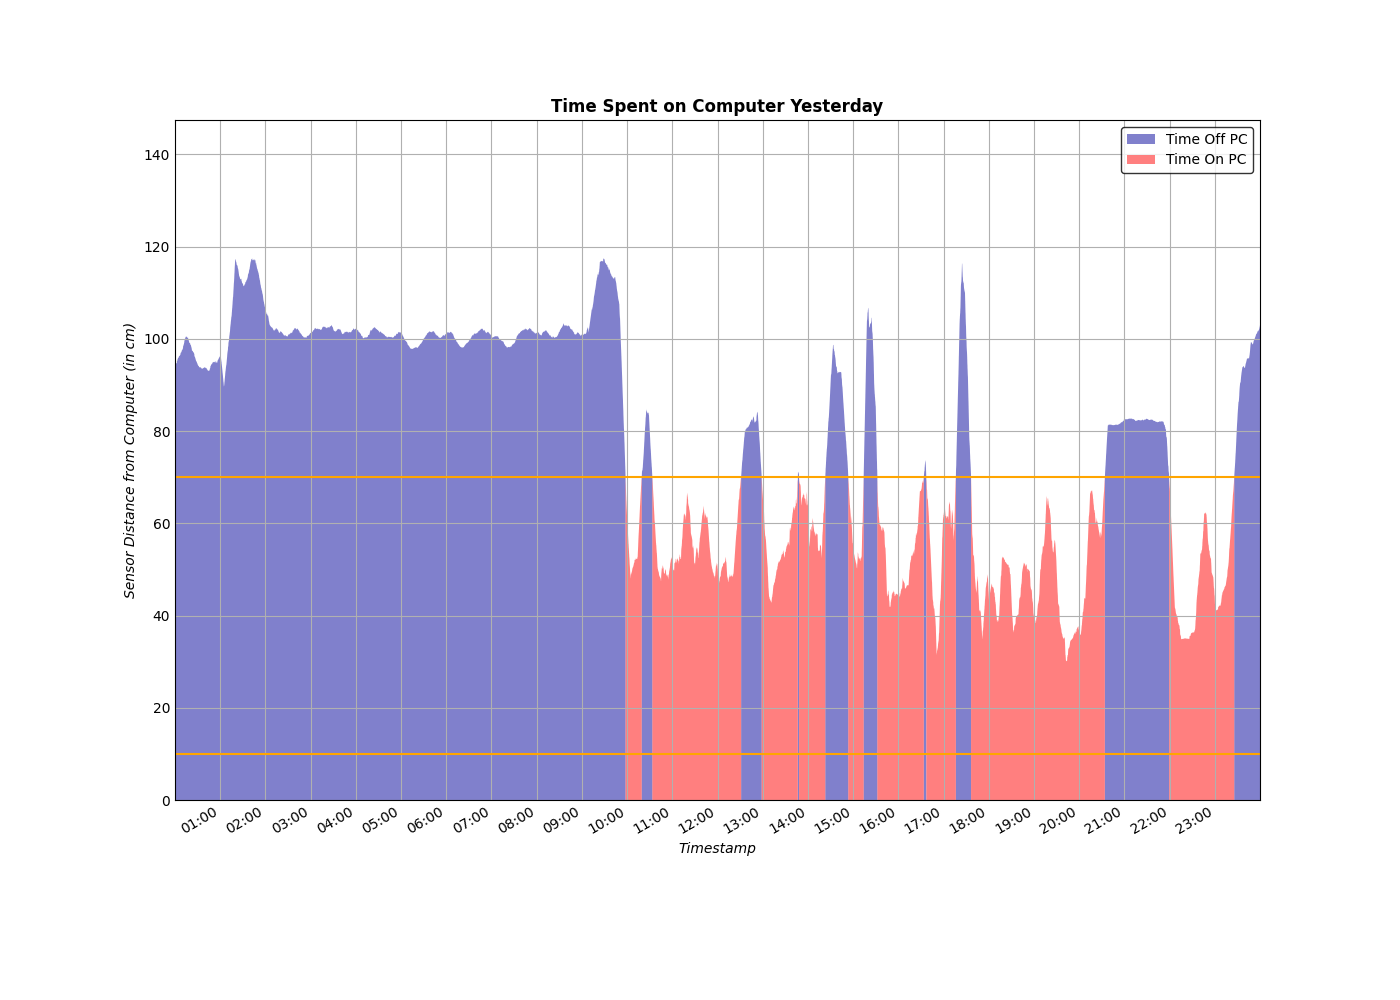 Time Spent on Computer Yesterday
Time Off PC
Time On PC
140
120
100
80
60
40
20
0
Sensor Distance from Computer (in cm)
01:00 02:00 03:00 04:00 05:00 06:00 07:00 08:00 09:00 10:00 11:00 12:00 13:00 14:00 15:00 16:00 17:00 18:00 19:00 20:00 21:00 22:00 23:00
Timestamp